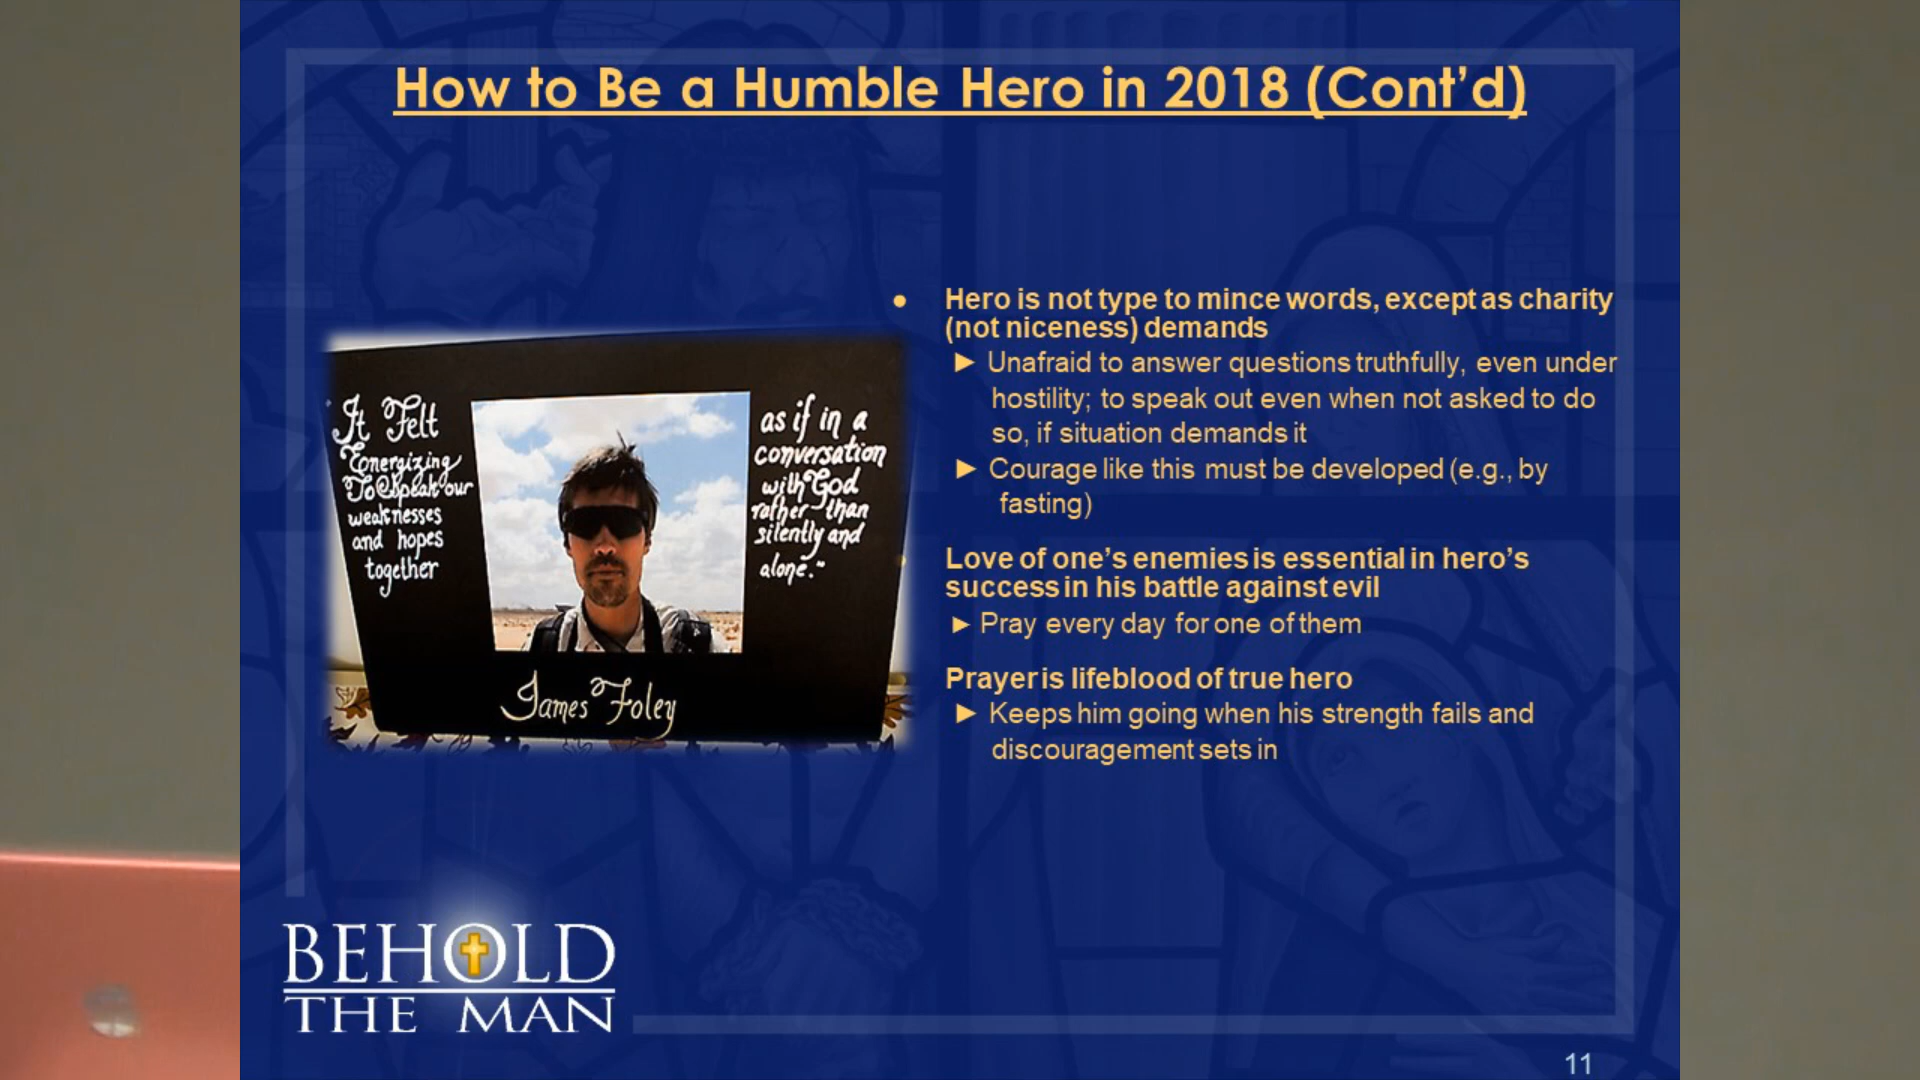 How to Be a Humble Hero in 2018 (Cont'd)
It Felt
Energizing
To Speak our
weaknesses
and hopes
together
as if in a
conversation
with God
rather than
silently and
alone."
James Foley
● Hero is not type to mince words, except as charity
(not niceness) demands
► Unafraid to answer questions truthfully, even under
hostility; to speak out even when not asked to do
so, if situation demands it
► Courage like this must be developed (e.g., by
fasting)
Love of one's enemies is essential in hero's
success in his battle against evil
► Pray every day for one of them
Prayer is lifeblood of true hero
► Keeps him going when his strength fails and
discouragement sets in
BEHOLD
THE MAN
11